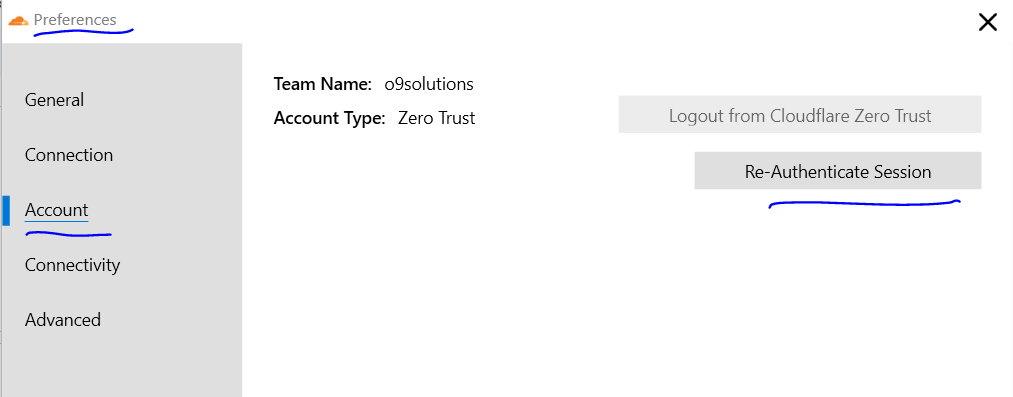 Preferences
General
Connection
Account
Connectivity
Advanced
Team Name: o9solutions
Account Type: Zero Trust
Logout from Cloudflare Zero Trust
Re-Authenticate Session